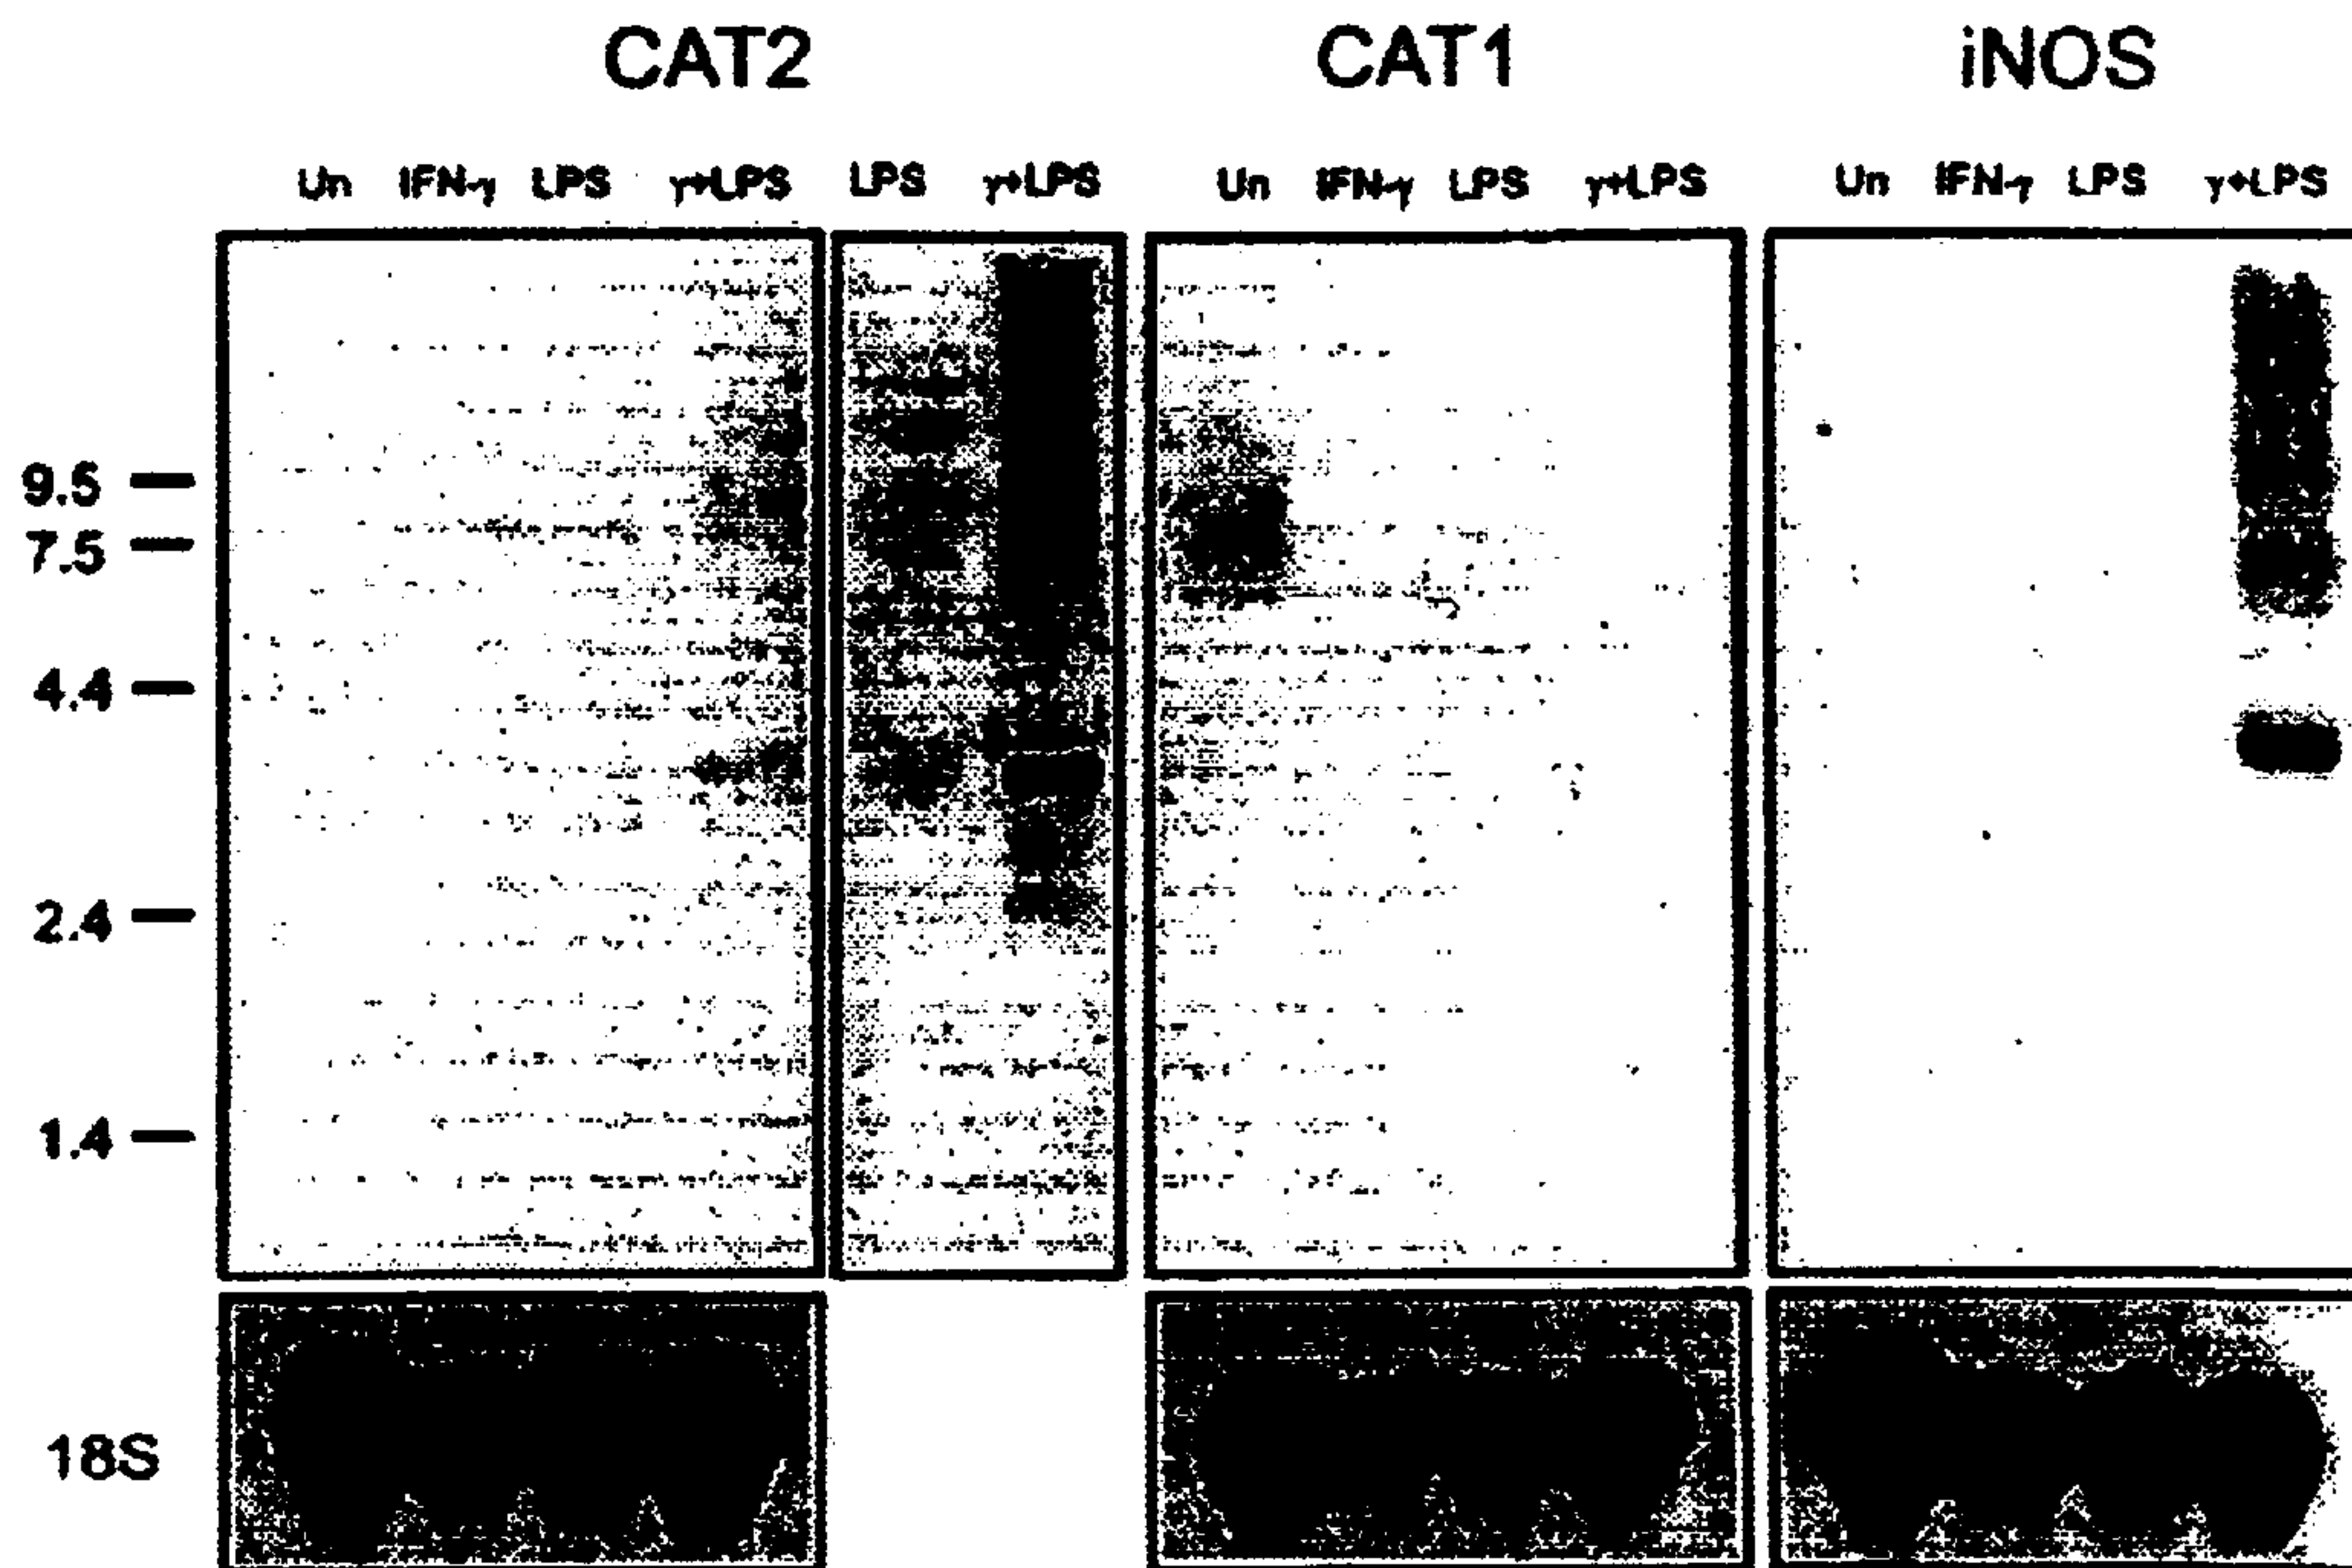 CAT2 CAT1 iNOS
Un IFN-γ LPS γ+LPS LPS γ+LPS Un IFN-γ LPS γ+LPS Un IFN-γ LPS γ+LPS
9.5
7.5
4.4
2.4
1.4
18S